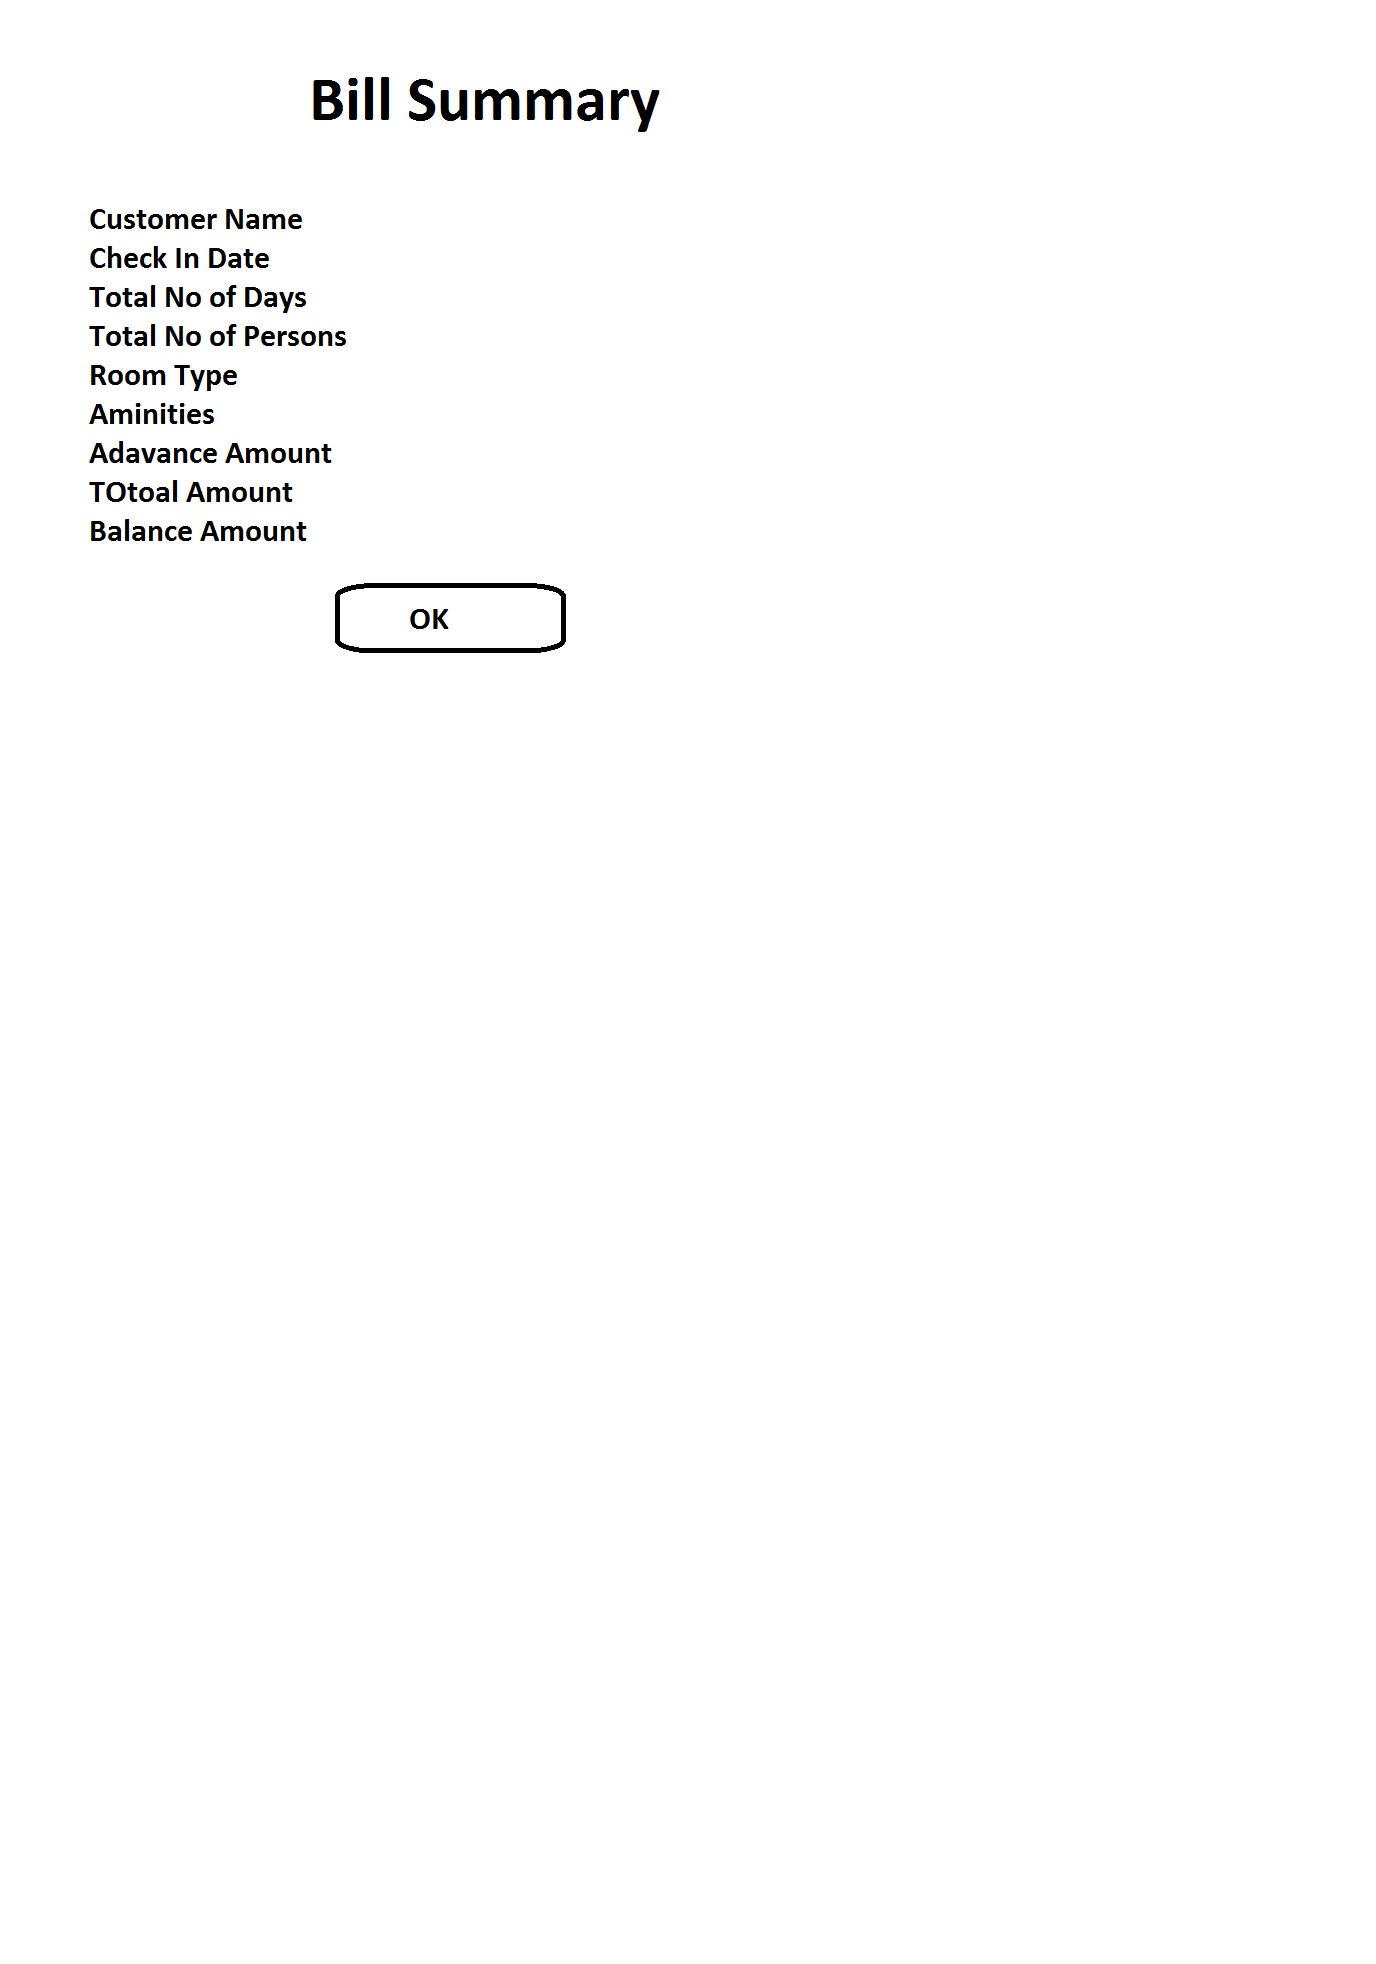 Bill Summary
Customer Name
Check In Date
Total No of Days
Total No of Persons
Room Type
Aminities
Adavance Amount
TOtoal Amount
Balance Amount
OK